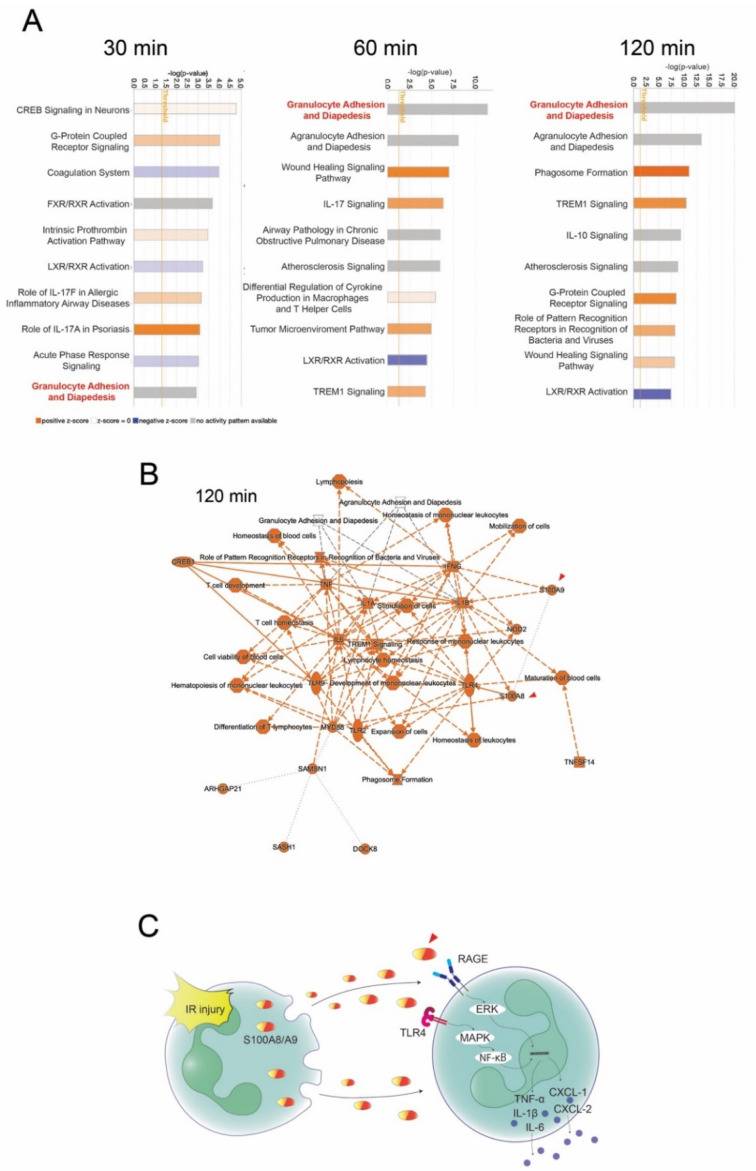 A
30 min
-log(p-value)
0.0 0.5 1.0 1.5 2.0 2.5 3.0 3.5 4.0 4.5 5.0
Threshold
CREB Signaling in Neurons
G-Protein Coupled
Receptor Signaling
Coagulation System
FXR/RXR Activation
Intrinsic Prothrombin
Activation Pathway
LXR/RXR Activation
Role of IL-17F in Allergic
Inflammatory Airway Diseases
Role of IL-17A in Psoriasis
Acute Phase Response
Signaling
Granulocyte Adhesion
and Diapedesis
60 min
-log(p-value)
0.0 2.5 5.0 7.5 10.0
Threshold
Granulocyte Adhesion
and Diapedesis
Agranulocyte Adhesion
and Diapedesis
Wound Healing Signaling
Pathway
IL-17 Signaling
Airway Pathology in Chronic
Obstructive Pulmonary Disease
Atherosclerosis Signaling
Differential Regulation of Cyrokine
Production in Macrophages
and T Helper Cells
Tumor Microenviroment Pathway
LXR/RXR Activation
TREM1 Signaling
120 min
-log(p-value)
0.0 2.5 5.0 7.5 10.0 12.5 15.0 17.5 20.0
Threshold
Granulocyte Adhesion
and Diapedesis
Agranulocyte Adhesion
and Diapedesis
Phagosome Formation
TREM1 Signaling
IL-10 Signaling
Atherosclerosis Signaling
G-Protein Coupled
Receptor Signaling
Role of Pattern Recognition
Receptors in Recognition of
Bacteria and Viruses
Wound Healing Signaling
Pathway
LXR/RXR Activation
positive z-score z-score = 0 negative z-score no activity pattern available
B
120 min
Lymphopoiesis
Agranulocyte Adhesion and Diapedesis
Homeostasis of mononuclear leukocytes
Granulocyte Adhesion and Diapedesis
Mobilization of cells
Homeostasis of blood cells
Role of Pattern Recognition Receptors in Recognition of Bacteria and Viruses
CREB1
IFNG
T cell development
TNF
S100A9
IL1A
Stimulation of cells
IL1B
T cell homeostasis
NOD2
IL6
TREM1 Signaling
Response of mononuclear leukocytes
Cell viability of blood cells
Lymphocyte homeostasis
Maturation of blood cells
Hematopoiesis of mononuclear leukocytes
Development of mononuclear leukocytes
TLR4
S100A8
Differentiation of T lymphocytes
MYD88
TLR2
Expansion of cells
Homeostasis of leukocytes
TNFSF14
SAMSN1
Phagosome Formation
ARHGAP21
SASH1
DOCK8
C
RAGE
IR injury
ERK
S100A8/A9
TLR4
MAPK
NF-κB
TNF-α
CXCL-1
IL-1β
CXCL-2
IL-6